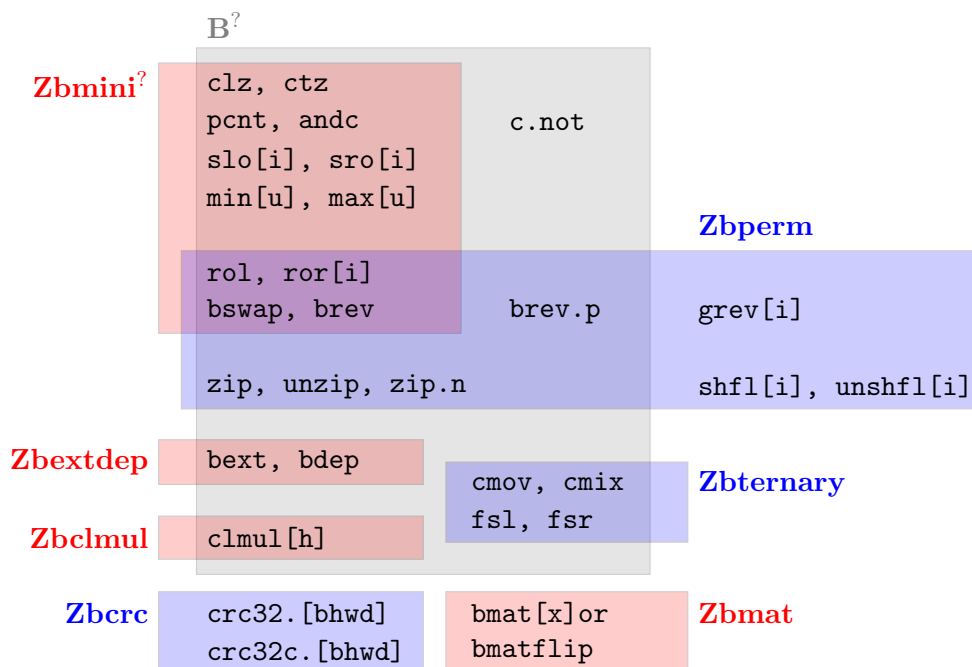 B?
Zbmini?
clz, ctz
pcnt, andc
c.not
slo[i], sro[i]
min[u], max[u]
Zbperm
rol, ror[i]
bswap, brev
brev.p
grev[i]
zip, unzip, zip.n
shfl[i], unshfl[i]
Zbextdep
bext, bdep
cmov, cmix
fsl, fsr
Zbternary
Zbclmul
clmul[h]
Zbcrc
crc32.[bhwd]
crc32c.[bhwd]
bmat[x]or
bmatflip
Zbmat